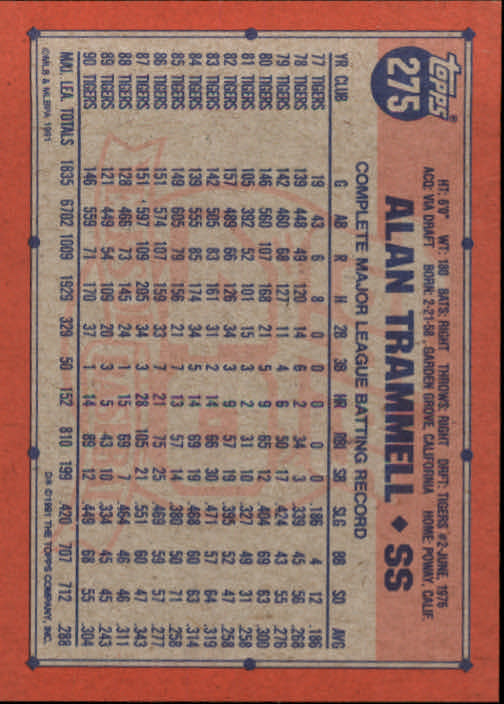 topps®
275
HT: 6'0" WT: 180 BATS: RIGHT THROWS: RIGHT DRAFT: TIGERS #2-JUNE, 1976
ACQ: VIA DRAFT BORN: 2-21-58, GARDEN GROVE, CALIFORNIA HOME: POWAY, CALIF.
ALAN TRAMMELL ♦ SS
COMPLETE MAJOR LEAGUE BATTING RECORD
YR CLUB G AB R H 2B 3B HR RBI SB SLG BB SO AVG
77 TIGERS 19 43 6 8 0 0 0 0 0 .186 4 12 .186
78 TIGERS 139 448 49 120 14 6 2 34 3 .339 45 56 .268
79 TIGERS 142 460 68 127 11 4 6 50 17 .424 43 55 .276
80 TIGERS 146 560 107 168 21 5 9 65 12 .404 69 63 .300
81 TIGERS 105 392 52 101 15 3 2 31 10 .327 49 31 .258
82 TIGERS 157 489 66 126 34 3 9 57 19 .395 52 47 .258
83 TIGERS 142 505 83 161 31 2 14 66 30 .471 57 64 .319
84 TIGERS 139 555 85 174 34 5 14 69 19 .468 60 63 .314
85 TIGERS 149 605 79 156 21 7 13 57 14 .380 50 71 .258
86 TIGERS 151 574 107 159 33 7 21 75 25 .469 59 57 .277
87 TIGERS 151 597 109 205 34 3 28 105 21 .551 60 47 .343
88 TIGERS 128 466 73 145 24 1 15 69 7 .464 46 46 .311
89 TIGERS 121 449 54 109 20 3 5 43 10 .334 45 45 .243
90 TIGERS 146 559 71 170 37 1 14 89 12 .449 68 55 .304
MAJ. LEA. TOTALS 1835 6702 1009 1929 329 50 152 810 199 .420 707 712 .288
©MLB & MLBPA 1991
D* ©1991 THE TOPPS COMPANY, INC.